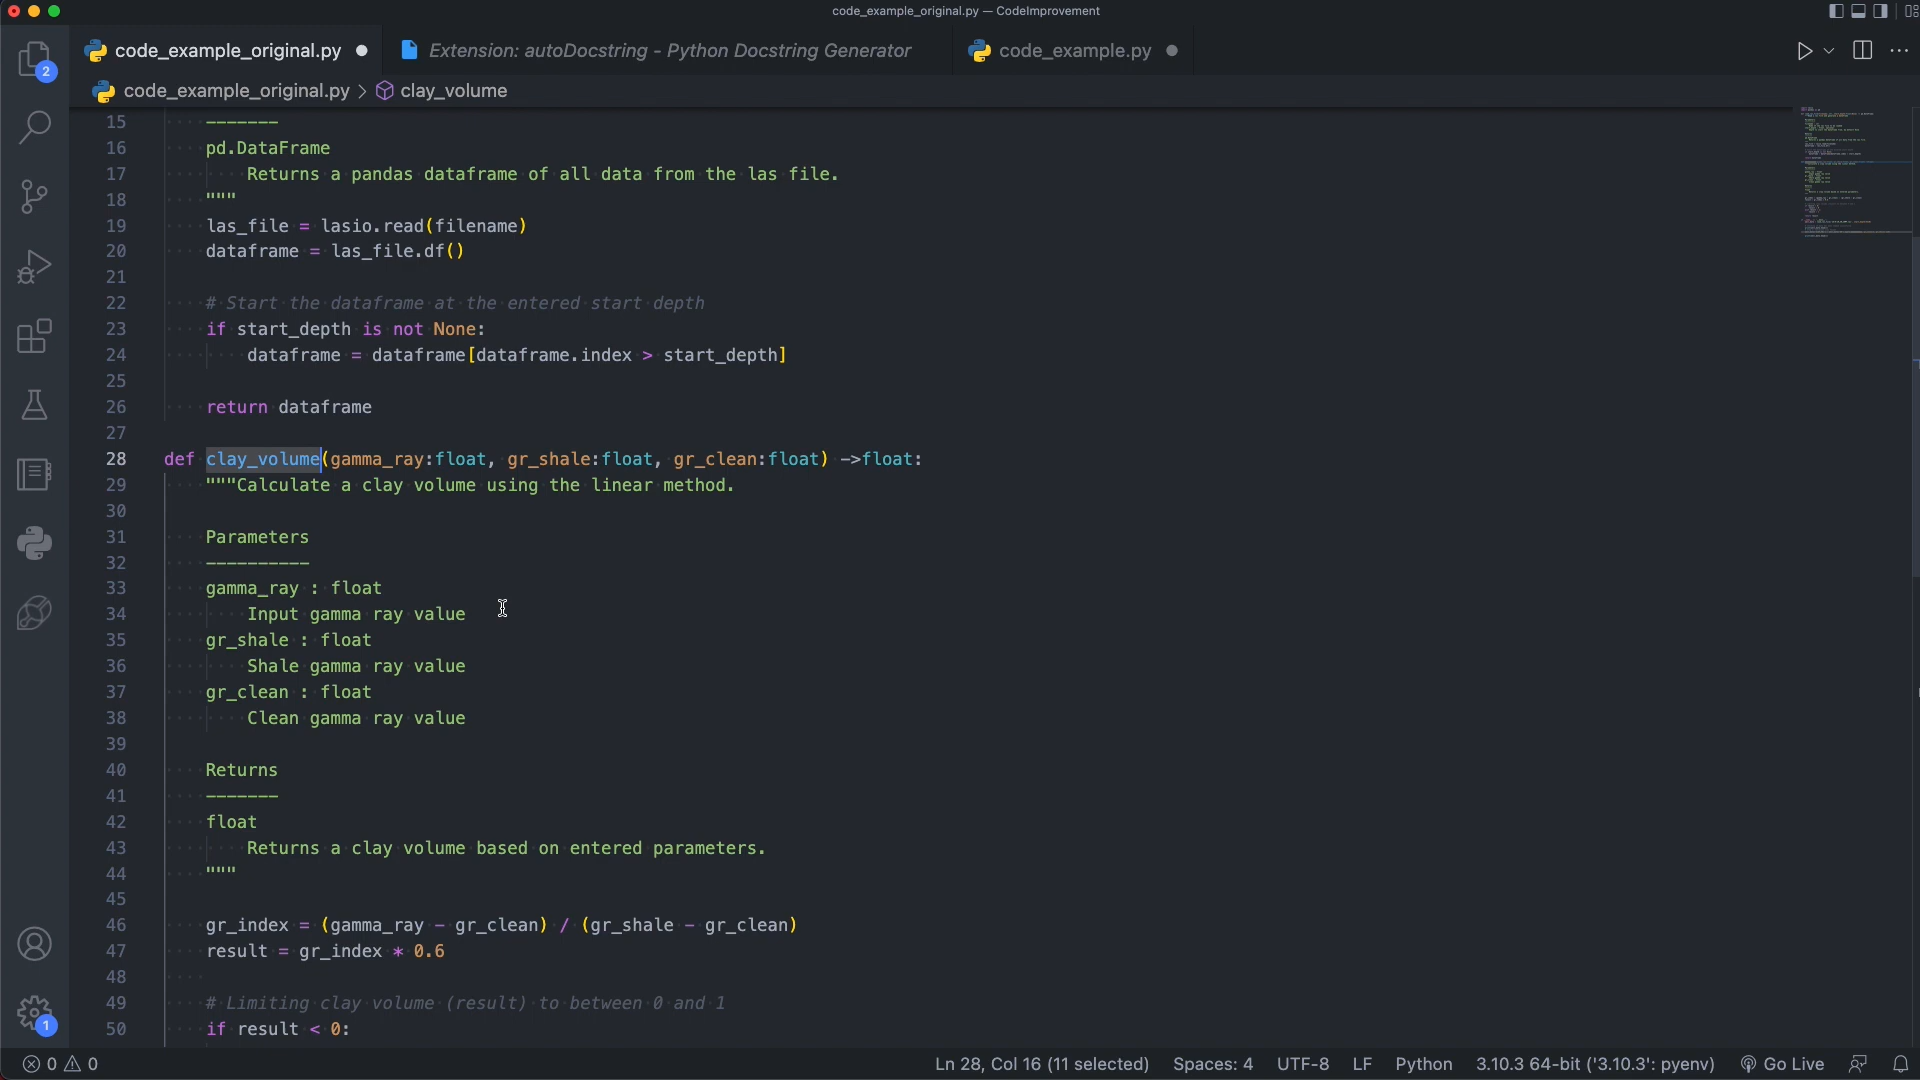 code_example_original.py — CodeImprovement
code_example_original.py Extension: autoDocstring - Python Docstring Generator code_example.py
code_example_original.py > clay_volume
15 -------
16 pd.DataFrame
17 Returns a pandas dataframe of all data from the las file.
18 """
19 las_file = lasio.read(filename)
20 dataframe = las_file.df()
21
22 # Start the dataframe at the entered start depth
23 if start_depth is not None:
24 dataframe = dataframe[dataframe.index > start_depth]
25
26 return dataframe
27
28 def clay_volume(gamma_ray:float, gr_shale:float, gr_clean:float) ->float:
29 """Calculate a clay volume using the linear method.
30
31 Parameters
32 ----------
33 gamma_ray : float
34 Input gamma ray value
35 gr_shale : float
36 Shale gamma ray value
37 gr_clean : float
38 Clean gamma ray value
39
40 Returns
41 -------
42 float
43 Returns a clay volume based on entered parameters.
44 """
45
46 gr_index = (gamma_ray - gr_clean) / (gr_shale - gr_clean)
47 result = gr_index * 0.6
48
49 # Limiting clay volume (result) to between 0 and 1
50 if result < 0:
2
1
0 0 Ln 28, Col 16 (11 selected) Spaces: 4 UTF-8 LF Python 3.10.3 64-bit ('3.10.3': pyenv) Go Live